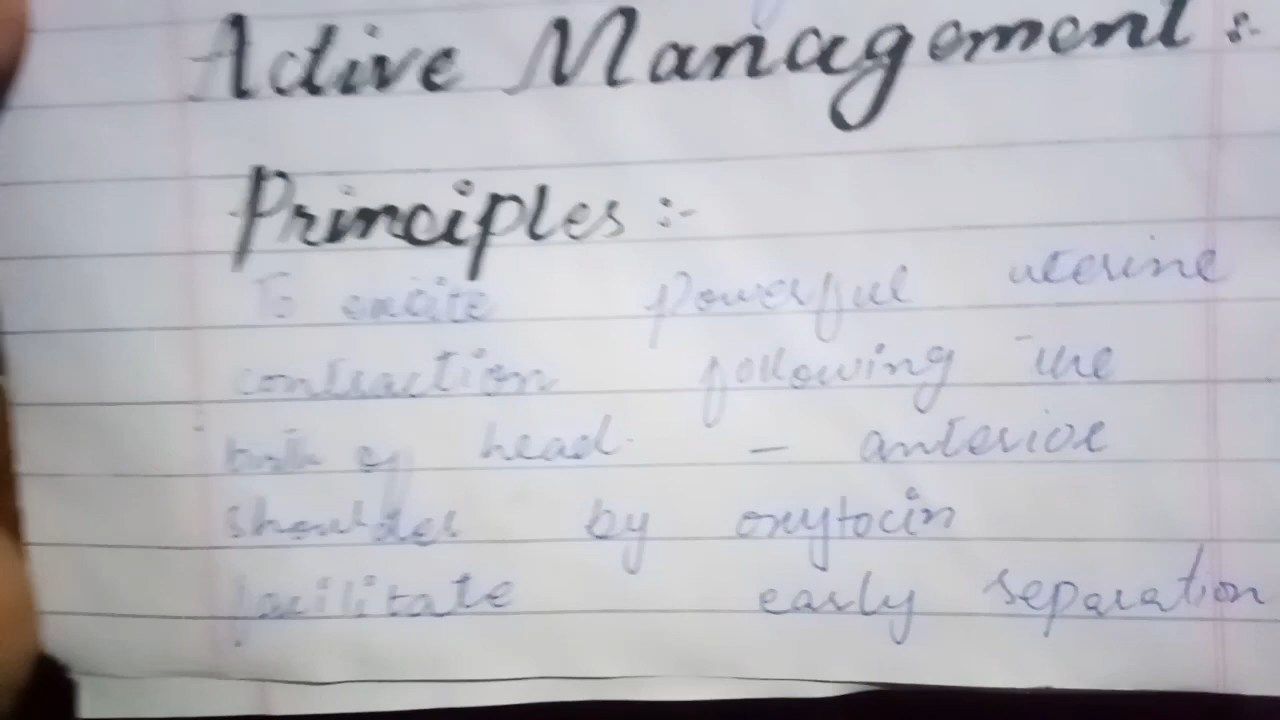 Active Management :-
Principles :-
To excite powerful uterine
contraction following the
birth of head - anterior
shoulder by oxytocin
facilitate early separation